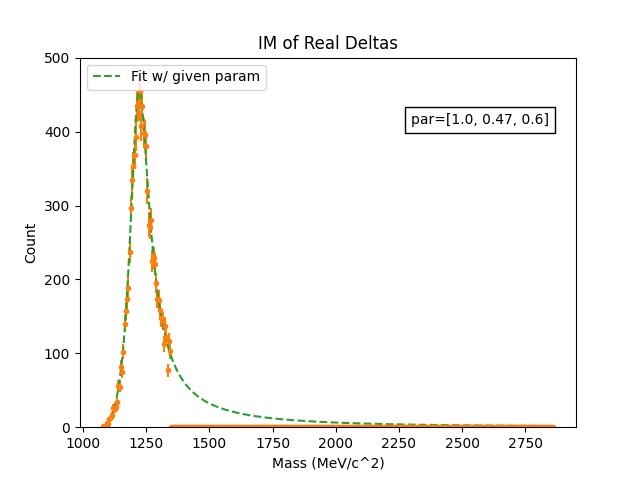 IM of Real Deltas
500
Fit w/ given param
par=[1.0, 0.47, 0.6]
400
300
Count
200
100
0
1000 1250 1500 1750 2000 2250 2500 2750
Mass (MeV/c^2)